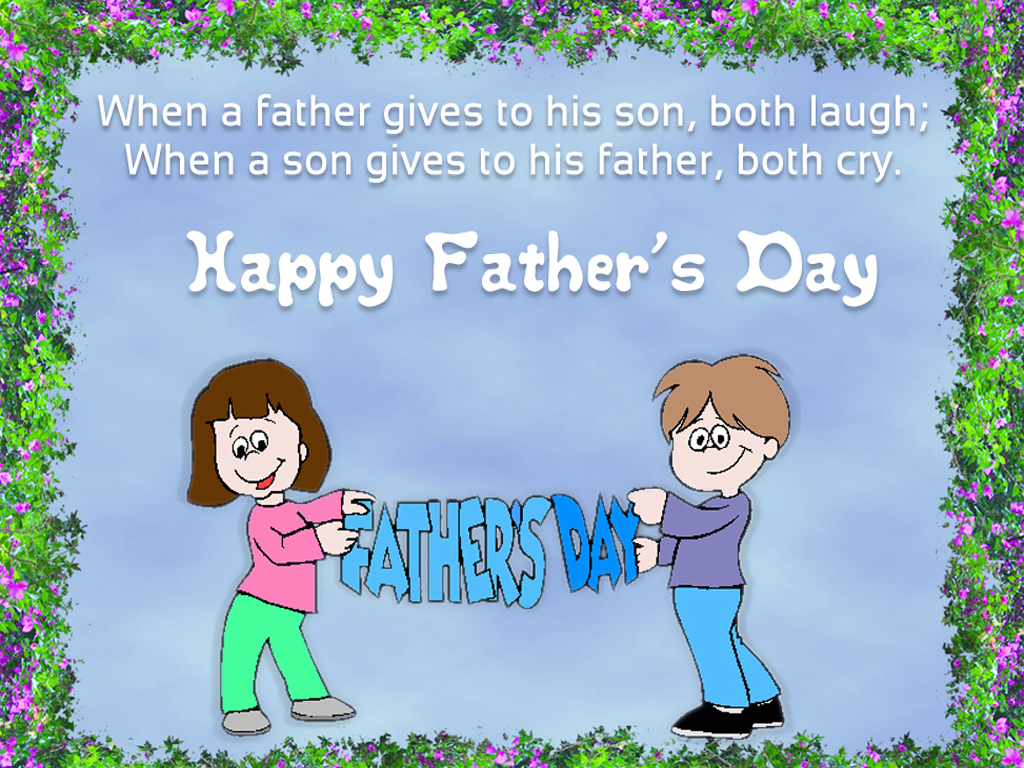 When a father gives to his son, both laugh;
When a son gives to his father, both cry.
Happy Father's Day
FATHER'S DAY